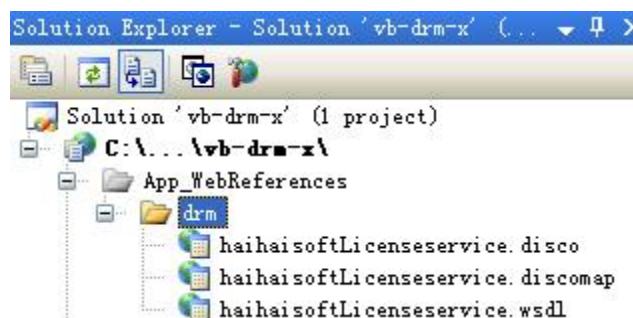 Solution Explorer - Solution 'vb-drm-x' (...
Solution 'vb-drm-x' (1 project)
C:\...\vb-drm-x\
App_WebReferences
drm
haihaisoftLicenseservice.disco
haihaisoftLicenseservice.discomap
haihaisoftLicenseservice.wsdl